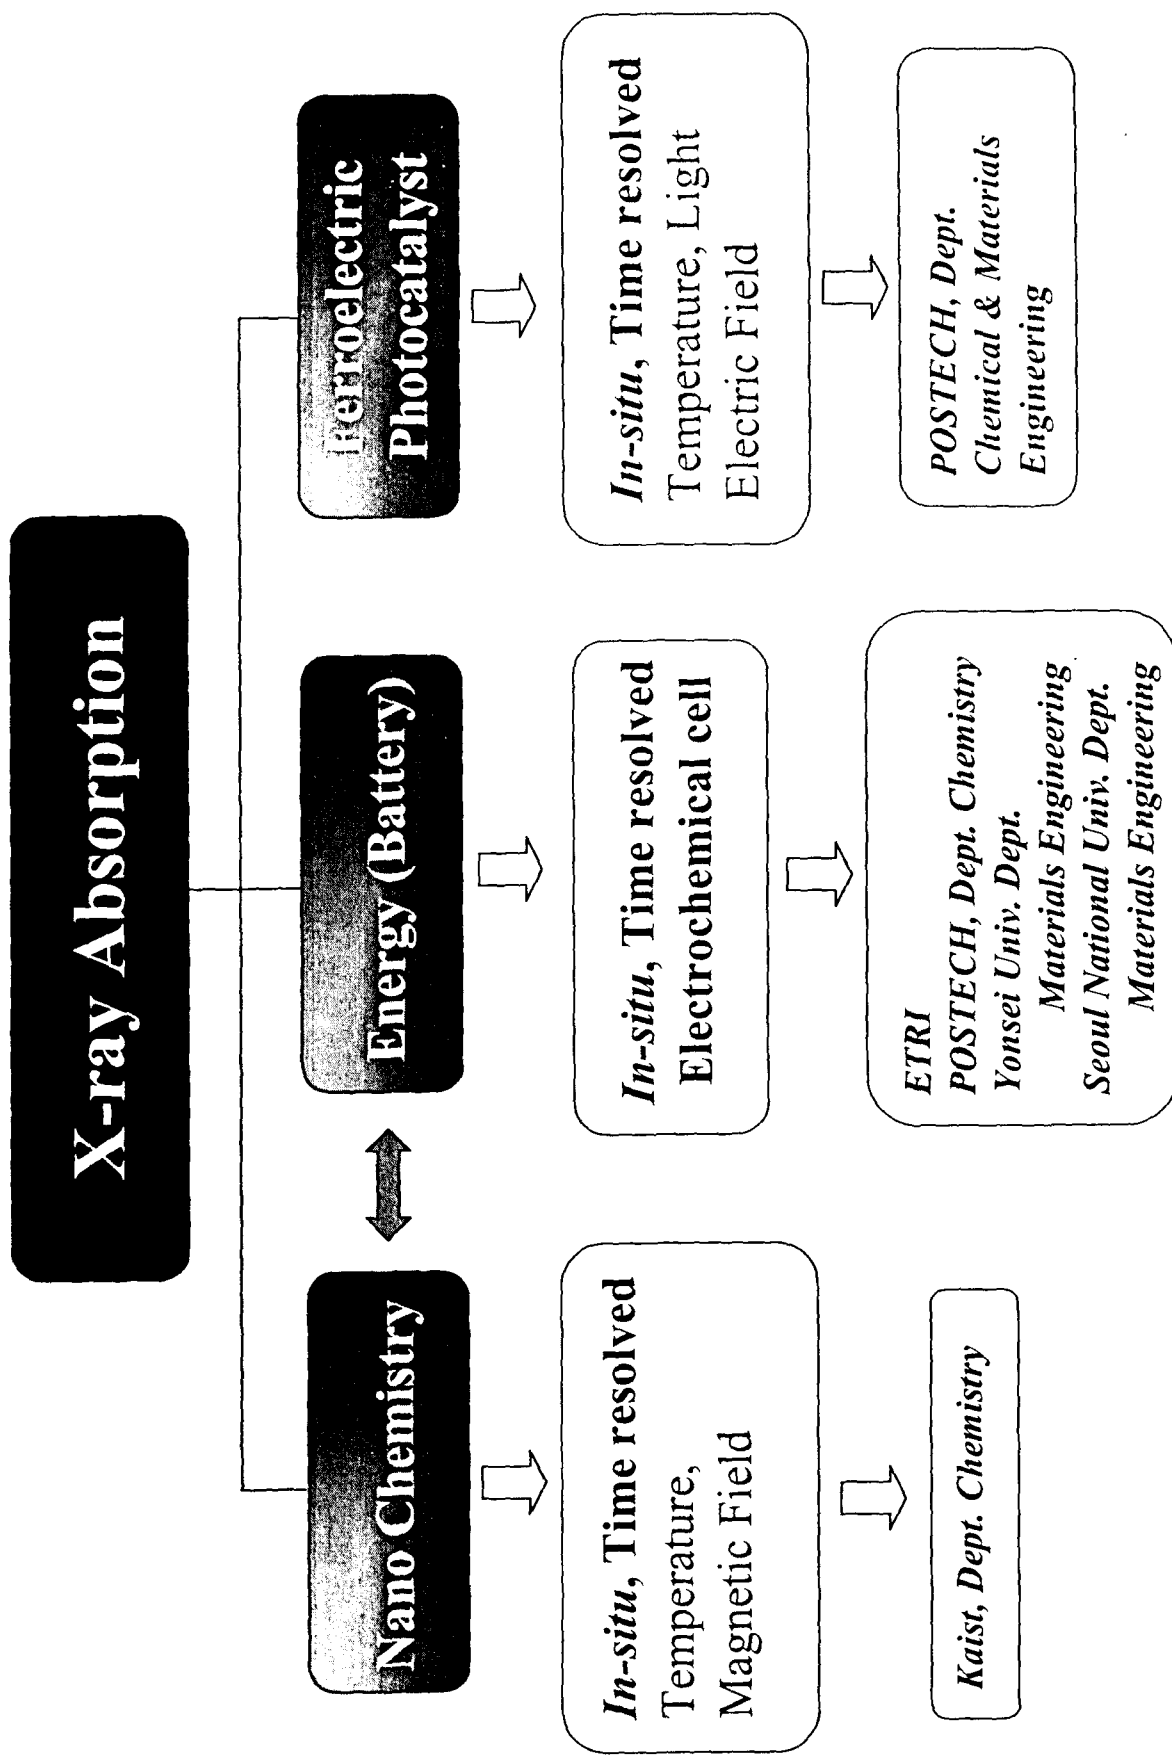 X-ray Absorption
Nano Chemistry
In-situ, Time resolved
Temperature,
Magnetic Field
Kaist, Dept. Chemistry
Energy (Battery)
In-situ, Time resolved
Electrochemical cell
ETRI
POSTECH, Dept. Chemistry
Yonsei Univ. Dept.
Materials Engineering
Seoul National Univ. Dept.
Materials Engineering
Ferroelectric
Photocatalyst
In-situ, Time resolved
Temperature, Light
Electric Field
POSTECH, Dept.
Chemical & Materials
Engineering